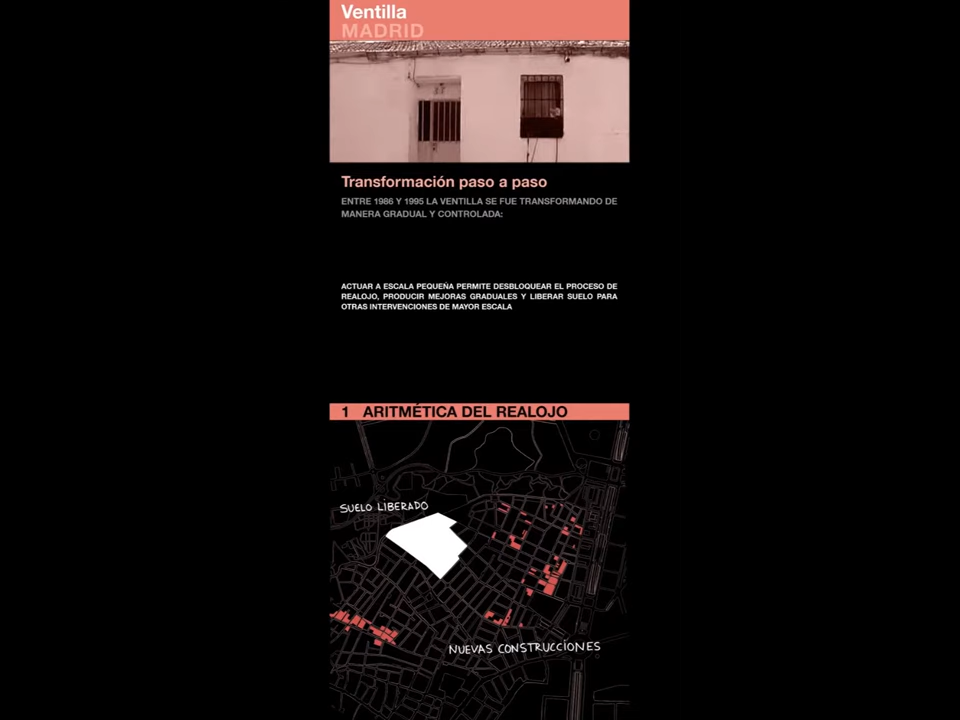 Ventilla
MADRID
Transformación paso a paso
ENTRE 1986 Y 1995 LA VENTILLA SE FUE TRANSFORMANDO DE
MANERA GRADUAL Y CONTROLADA:
ACTUAR A ESCALA PEQUEÑA PERMITE DESBLOQUEAR EL PROCESO DE
REALOJO, PRODUCIR MEJORAS GRADUALES Y LIBERAR SUELO PARA
OTRAS INTERVENCIONES DE MAYOR ESCALA
1 ARITMÉTICA DEL REALOJO
SUELO LIBERADO
NUEVAS CONSTRUCCIONES